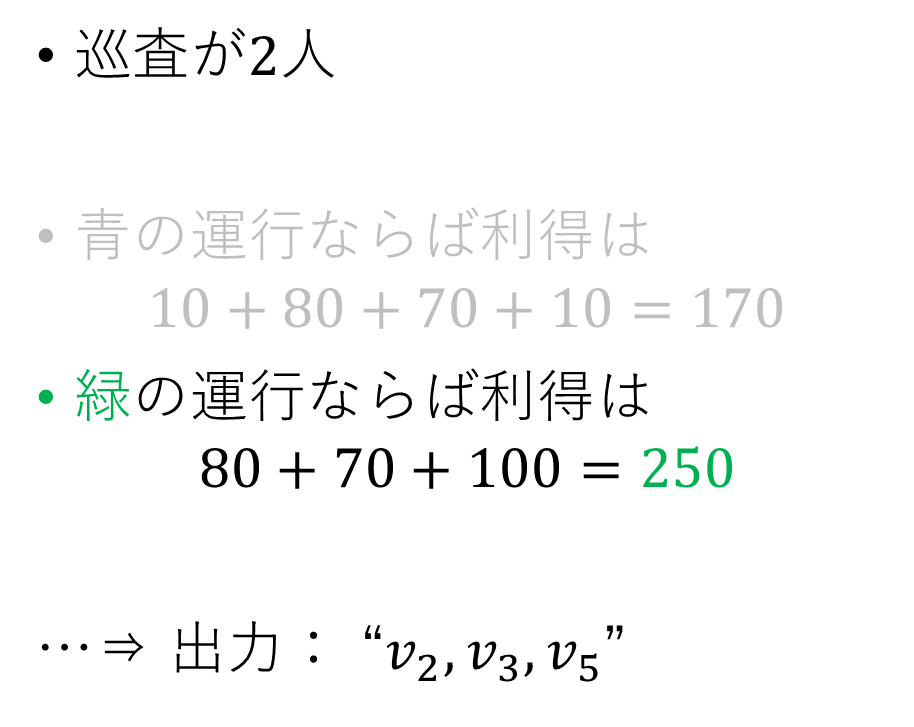 • 巡査が2人
• 青の運行ならば利得は
10 + 80 + 70 + 10 = 170
• 緑の運行ならば利得は
80 + 70 + 100 = 250
…⇒ 出力： “v₂, v₃, v₅”